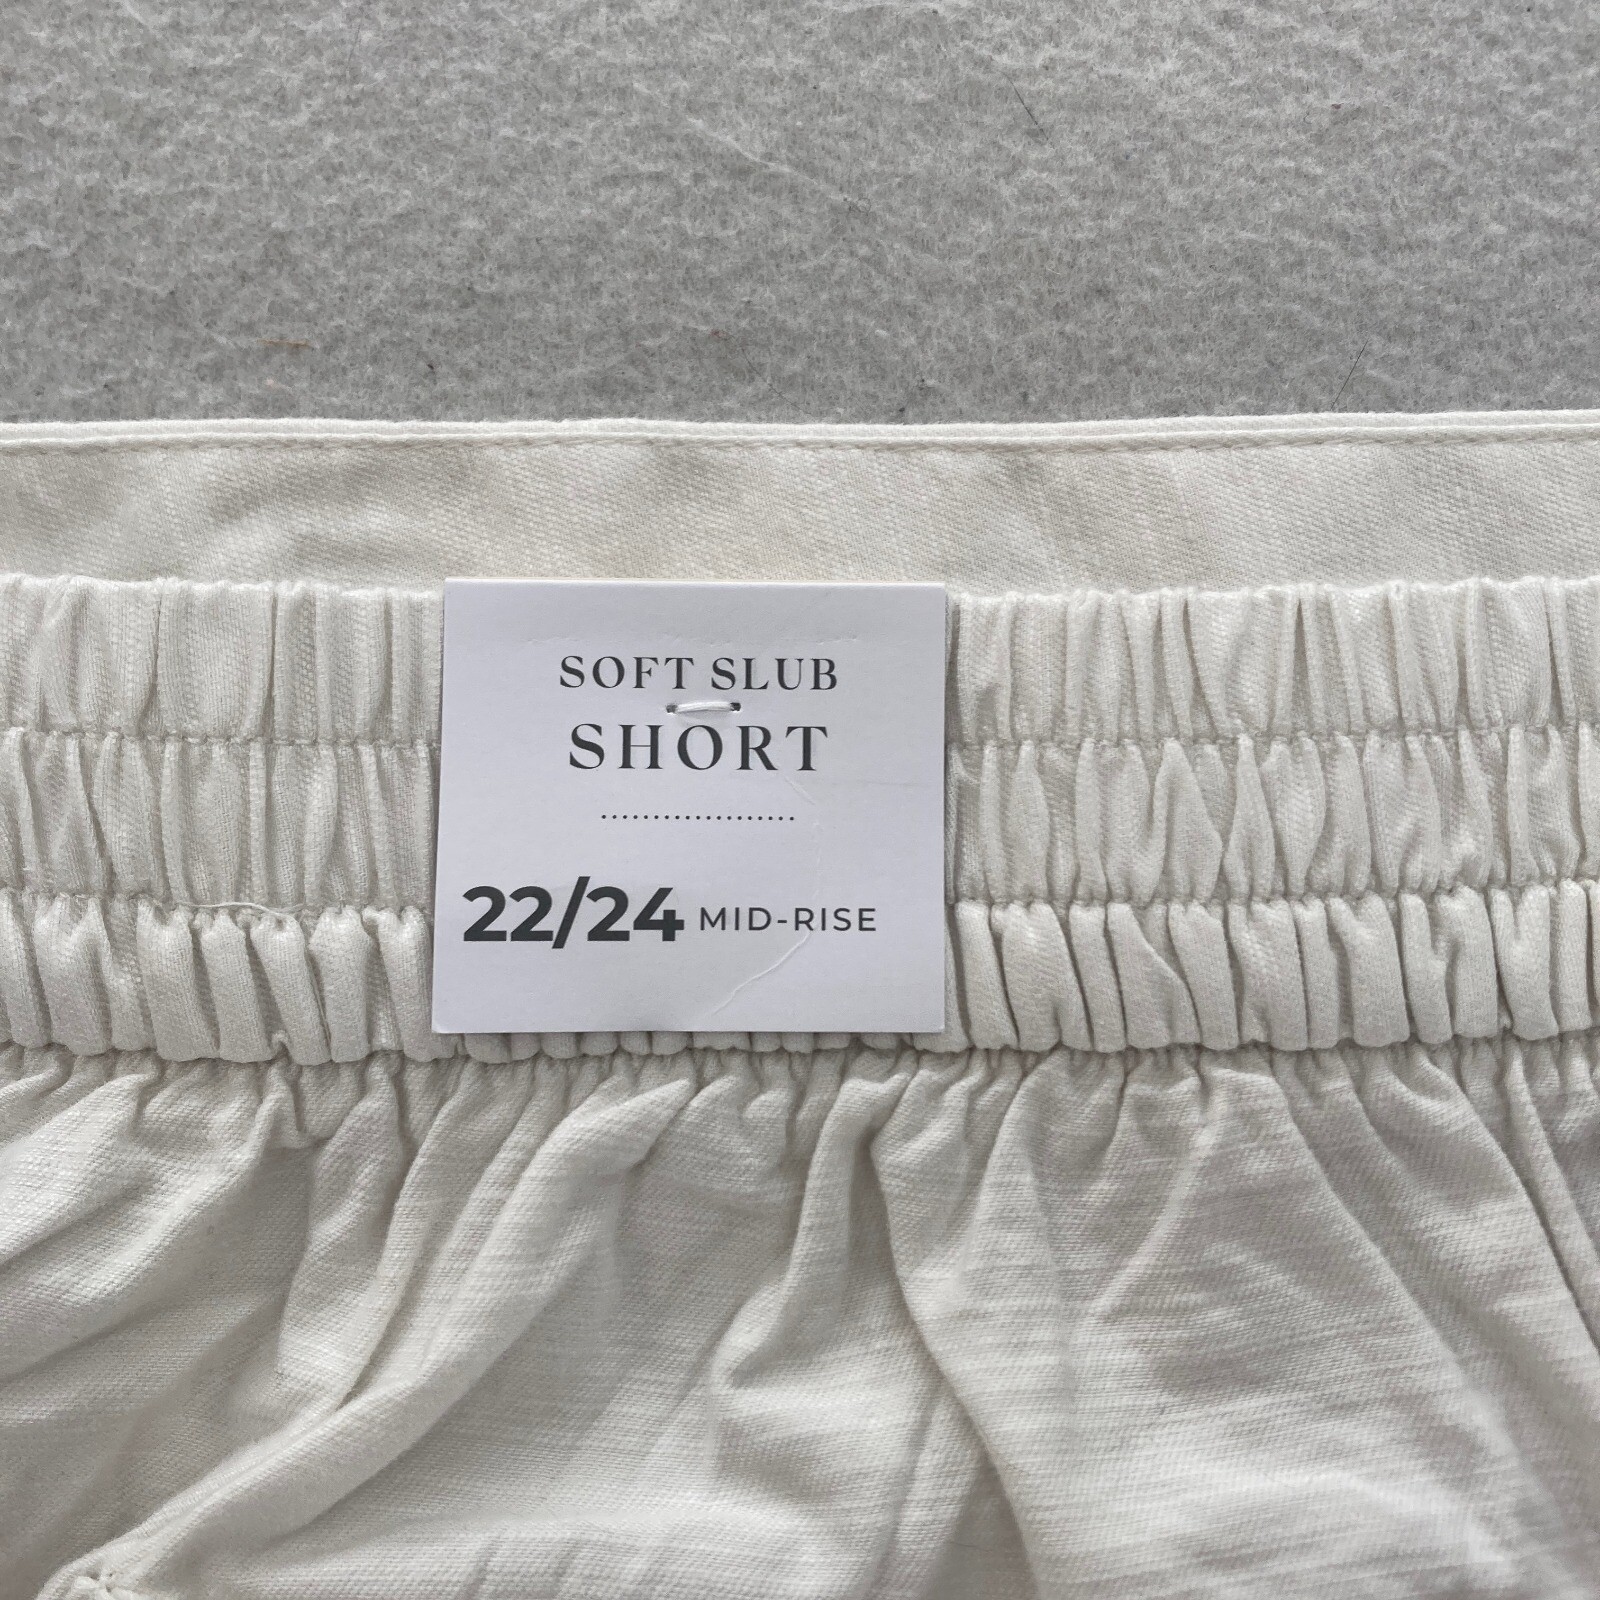 SOFT SLUB
SHORT
22/24 MID-RISE